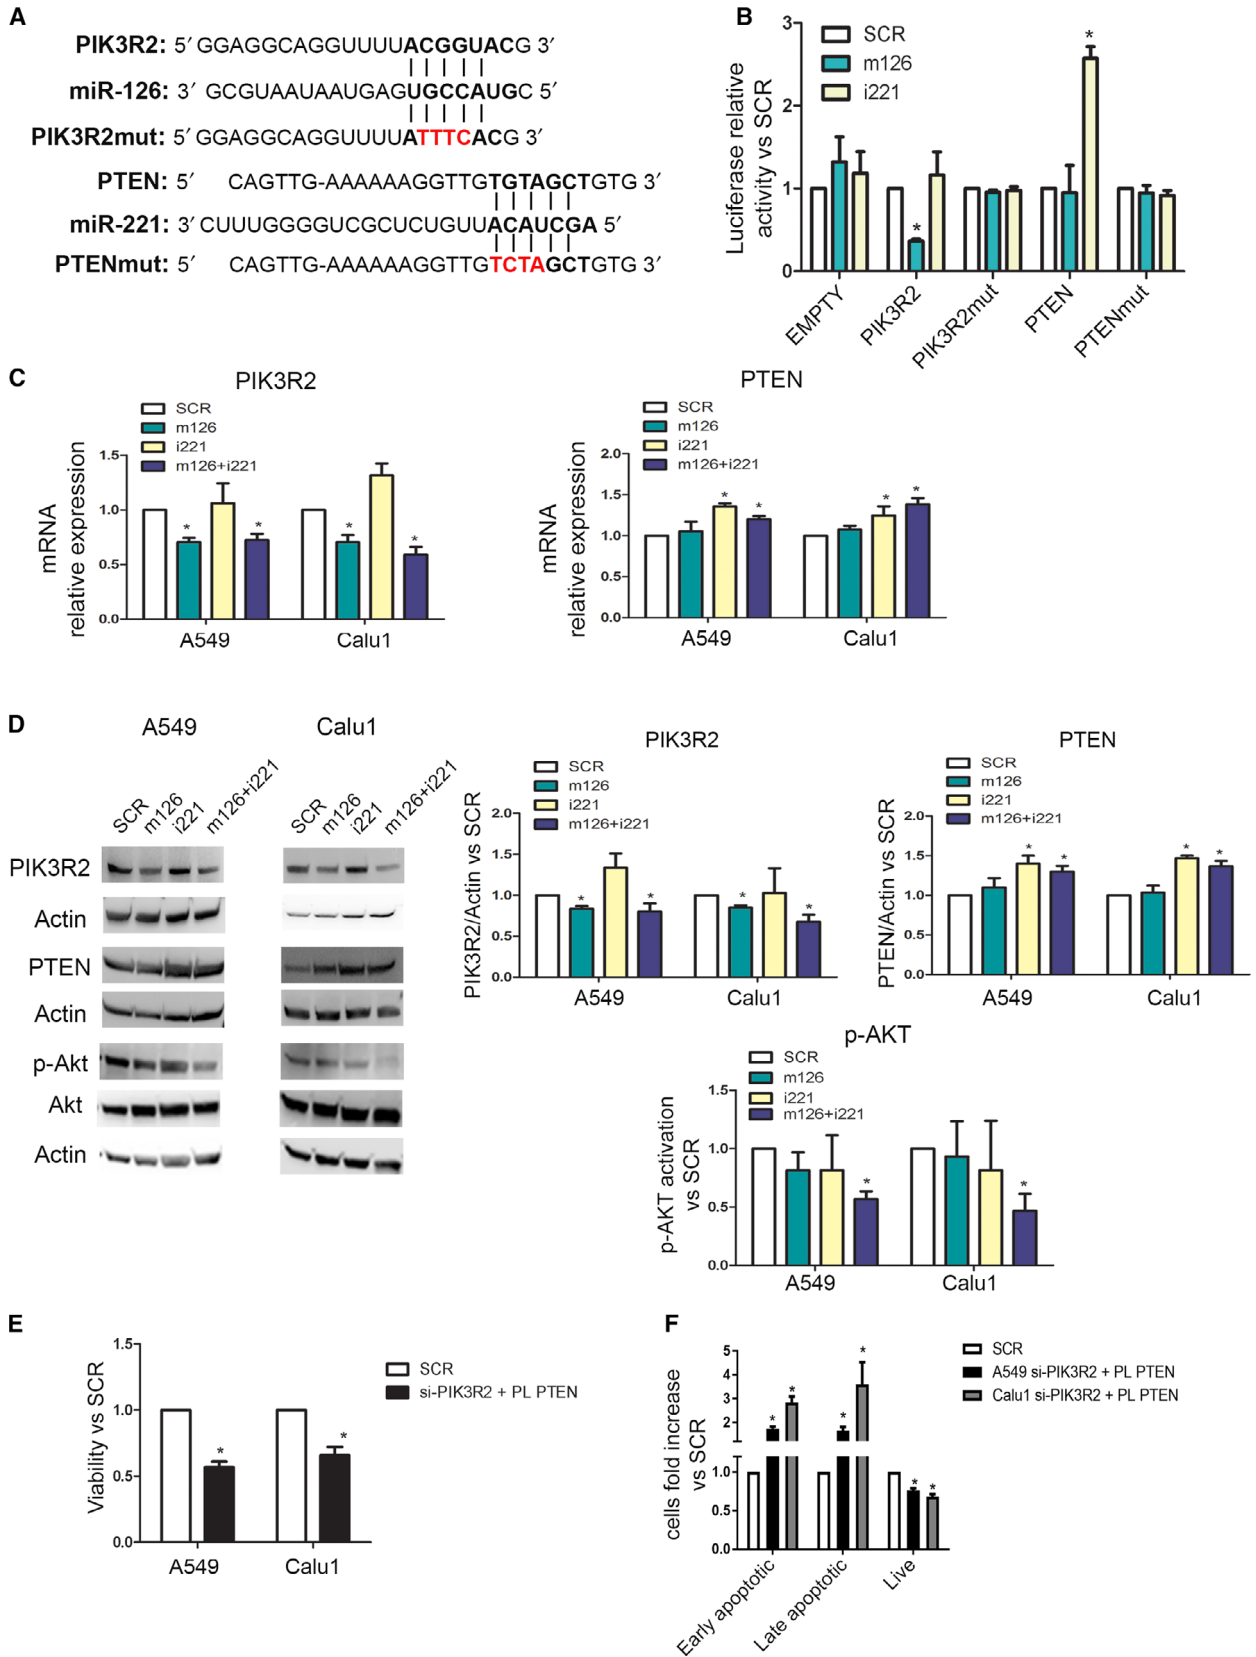 A
PIK3R2: 5′ GGAGGCAGGUUUUACGGUACG 3′
miR-126: 3′ GCGUAAUAAUGAGUGCCAUGC 5′
PIK3R2mut: 5′ GGAGGCAGGUUUUATTTCACG 3′
PTEN: 5′ CAGTTG-AAAAAAGGTTGTGTAGCTGTG 3′
miR-221: 3′ CUUUGGGGUCGCUCUGUUACAUCGA 5′
PTENmut: 5′ CAGTTG-AAAAAAGGTTGTCTAGCTGTG 3′
B
Luciferase relative
activity vs SCR
3
2
1
0
SCR
m126
i221
*
*
EMPTY
PIK3R2
PIK3R2mut
PTEN
PTENmut
C
PIK3R2
SCR
m126
i221
m126+i221
mRNA
relative expression
1.5
1.0
0.5
0.0
* * * *
A549
Calu1
PTEN
SCR
m126
i221
m126+i221
mRNA
relative expression
2.0
1.5
1.0
0.5
0.0
* * * *
A549
Calu1
D
A549
Calu1
SCR
m126
i221
m126+i221
SCR
m126
i221
m126+i221
PIK3R2
Actin
PTEN
Actin
p-Akt
Akt
Actin
PIK3R2
SCR
m126
i221
m126+i221
PIK3R2/Actin vs SCR
2.0
1.5
1.0
0.5
0.0
* * * *
A549
Calu1
PTEN
SCR
m126
i221
m126+i221
PTEN/Actin vs SCR
2.0
1.5
1.0
0.5
0.0
* * * *
A549
Calu1
p-AKT
SCR
m126
i221
m126+i221
p-AKT activation
vs SCR
1.5
1.0
0.5
0.0
* *
A549
Calu1
E
Viability vs SCR
1.5
1.0
0.5
0.0
* *
A549
Calu1
SCR
si-PIK3R2 + PL PTEN
F
cells fold increase
vs SCR
5
4
3
2
1.0
0.5
0.0
* * * * * *
Early apoptotic
Late apoptotic
Live
SCR
A549 si-PIK3R2 + PL PTEN
Calu1 si-PIK3R2 + PL PTEN